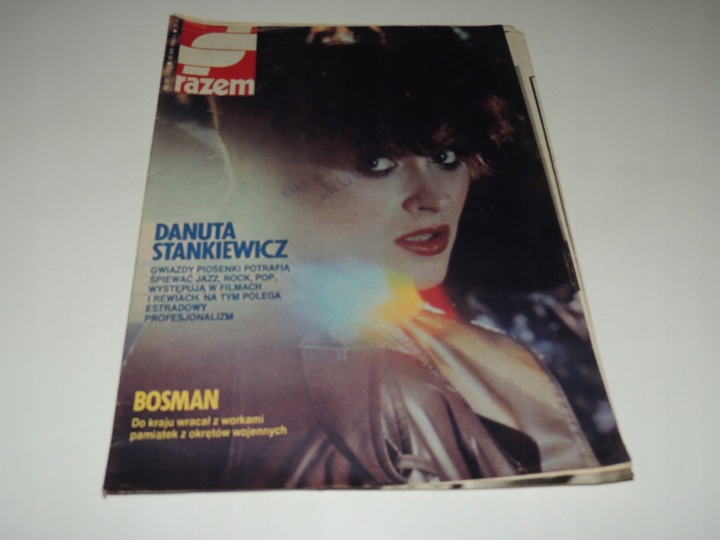 razem
DANUTA
STANKIEWICZ
GWIAZDY PIOSENKI POTRAFIĄ
ŚPIEWAĆ JAZZ, ROCK, POP,
WYSTĘPUJĄ W FILMACH
I REWIACH. NA TYM POLEGA
ESTRADOWY
PROFESJONALIZM
BOSMAN
Do kraju wracał z workami
pamiątek z okrętów wojennych